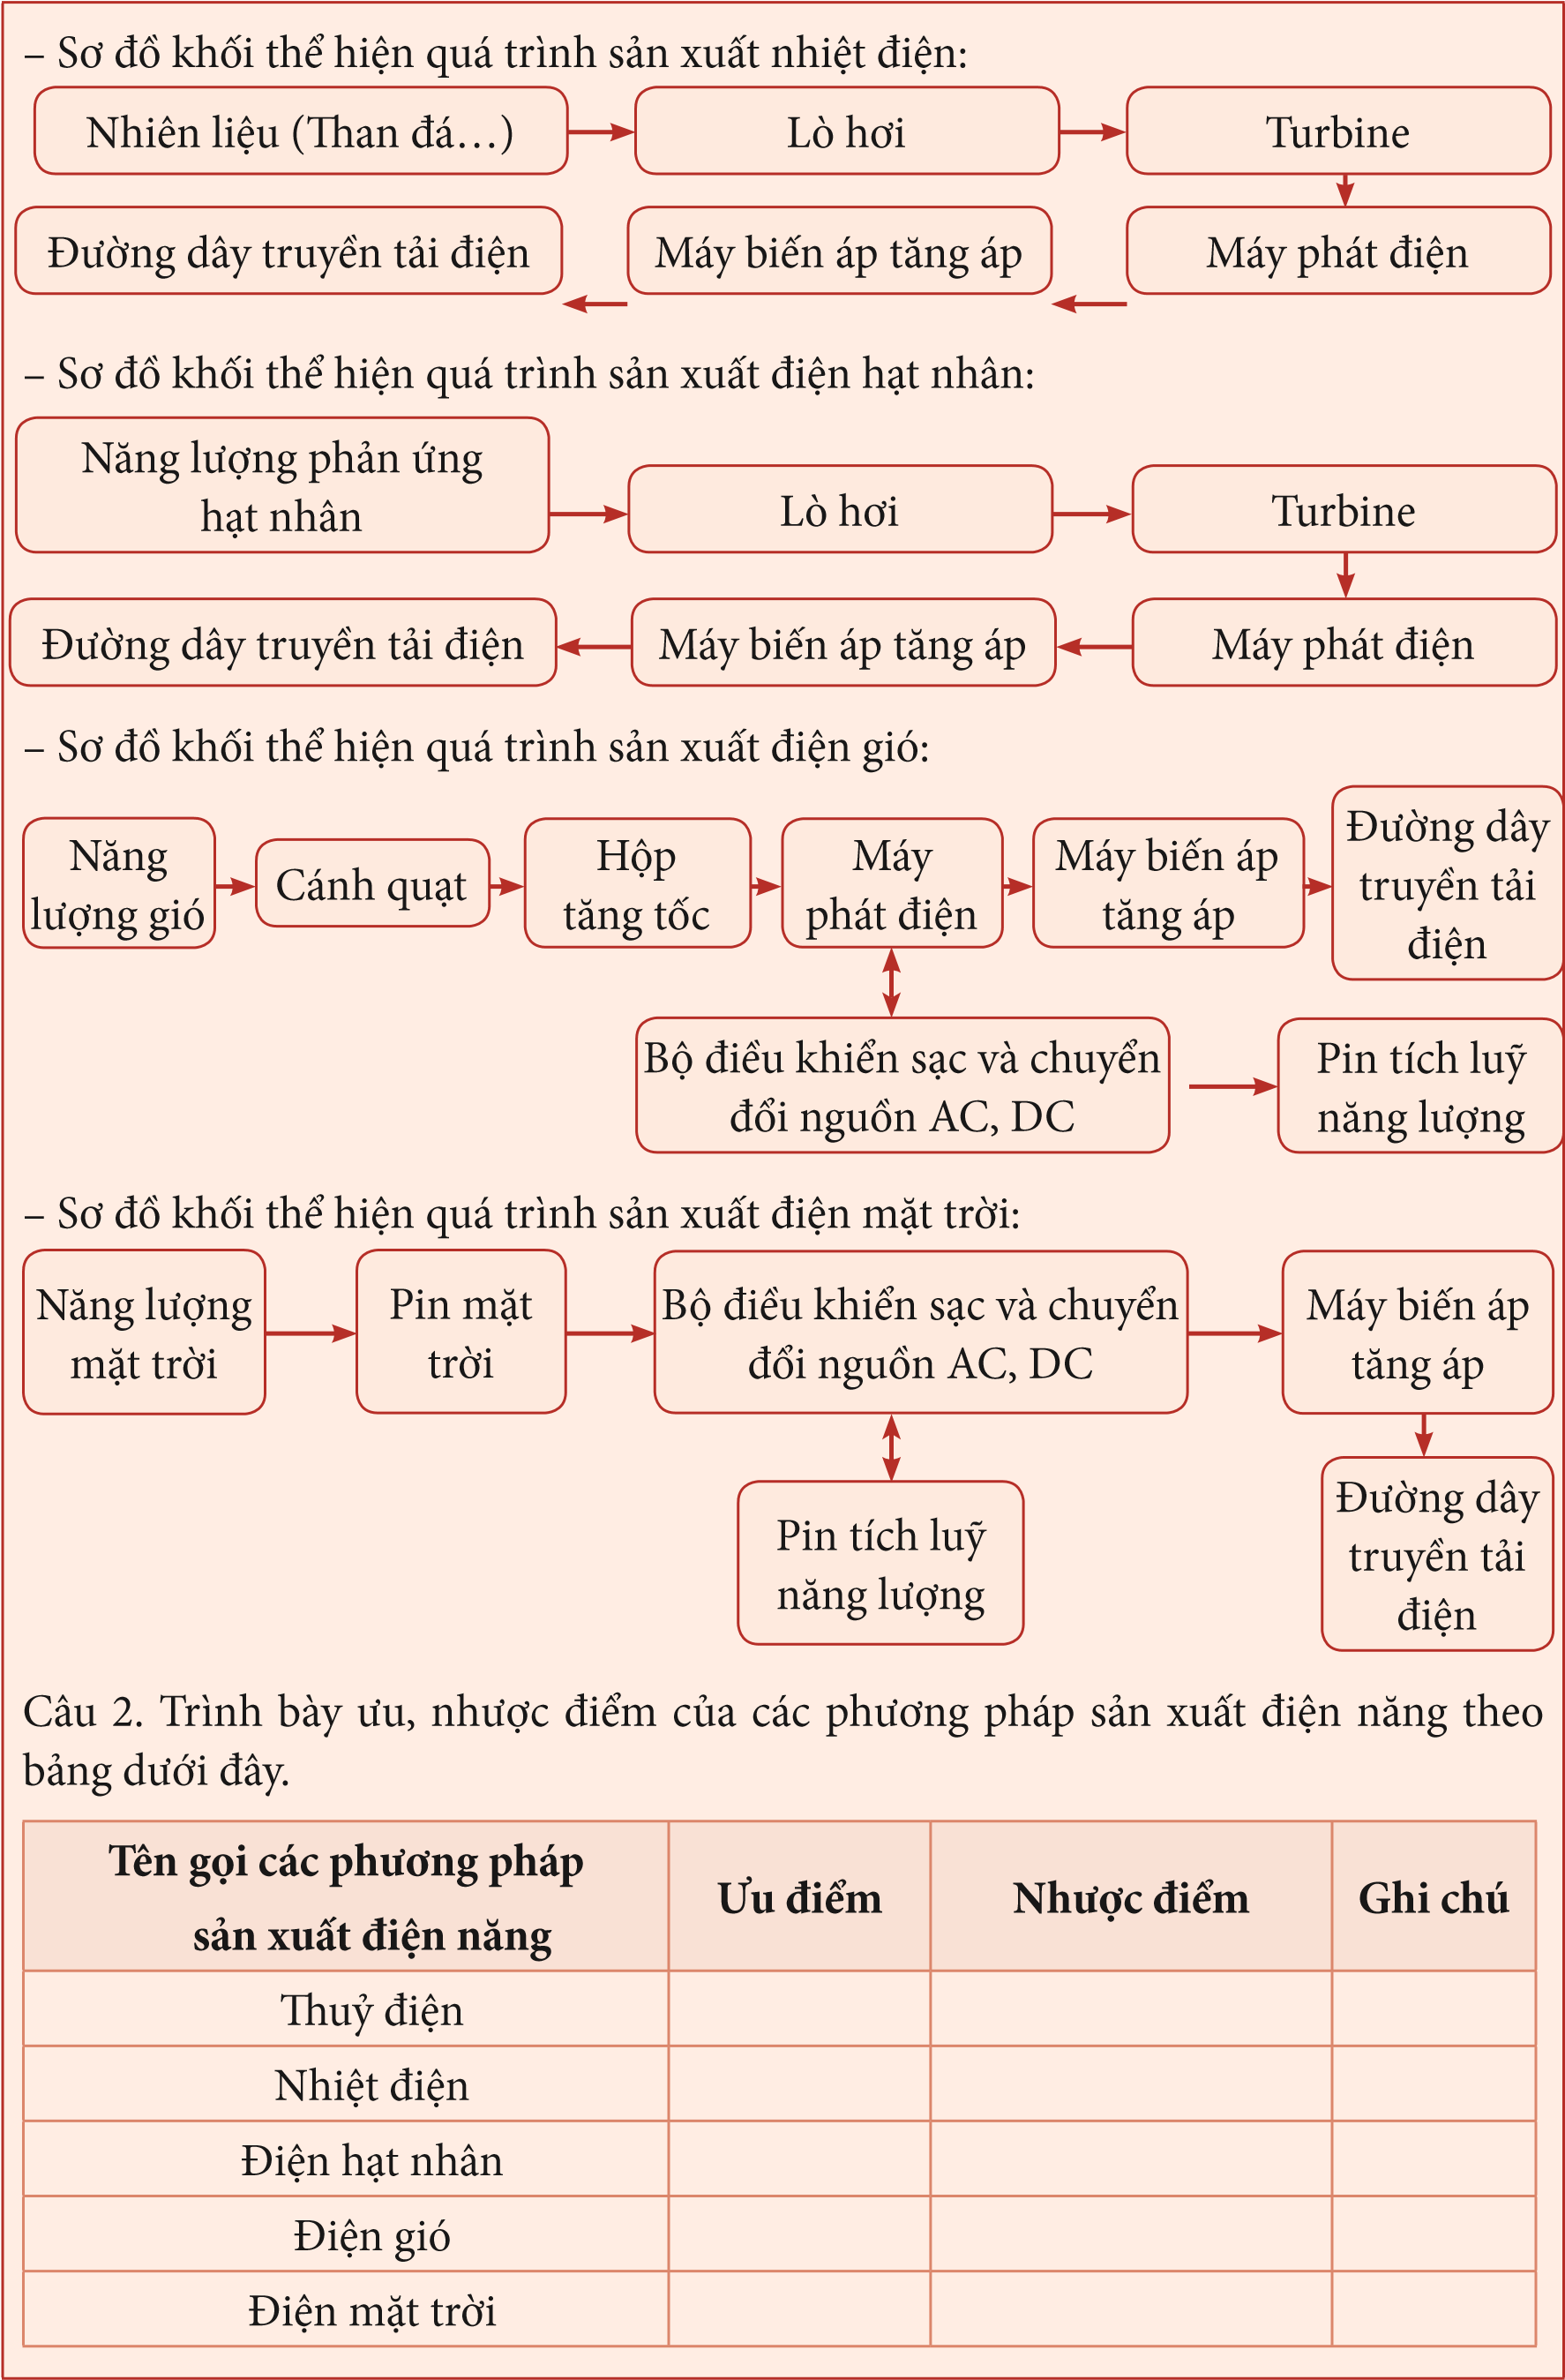 – Sơ đồ khối thể hiện quá trình sản xuất nhiệt điện:
Nhiên liệu (Than đá…)
Lò hơi
Turbine
Đường dây truyền tải điện
Máy biến áp tăng áp
Máy phát điện
– Sơ đồ khối thể hiện quá trình sản xuất điện hạt nhân:
Năng lượng phản ứng
hạt nhân
Lò hơi
Turbine
Đường dây truyền tải điện
Máy biến áp tăng áp
Máy phát điện
– Sơ đồ khối thể hiện quá trình sản xuất điện gió:
Năng
lượng gió
Cánh quạt
Hộp
tăng tốc
Máy
phát điện
Máy biến áp
tăng áp
Đường dây
truyền tải
điện
Bộ điều khiển sạc và chuyển
đổi nguồn AC, DC
Pin tích luỹ
năng lượng
– Sơ đồ khối thể hiện quá trình sản xuất điện mặt trời:
Năng lượng
mặt trời
Pin mặt
trời
Bộ điều khiển sạc và chuyển
đổi nguồn AC, DC
Máy biến áp
tăng áp
Pin tích luỹ
năng lượng
Đường dây
truyền tải
điện
Câu 2. Trình bày ưu, nhược điểm của các phương pháp sản xuất điện năng theo
bảng dưới đây.
Tên gọi các phương pháp
sản xuất điện năng
Ưu điểm
Nhược điểm
Ghi chú
Thuỷ điện
Nhiệt điện
Điện hạt nhân
Điện gió
Điện mặt trời